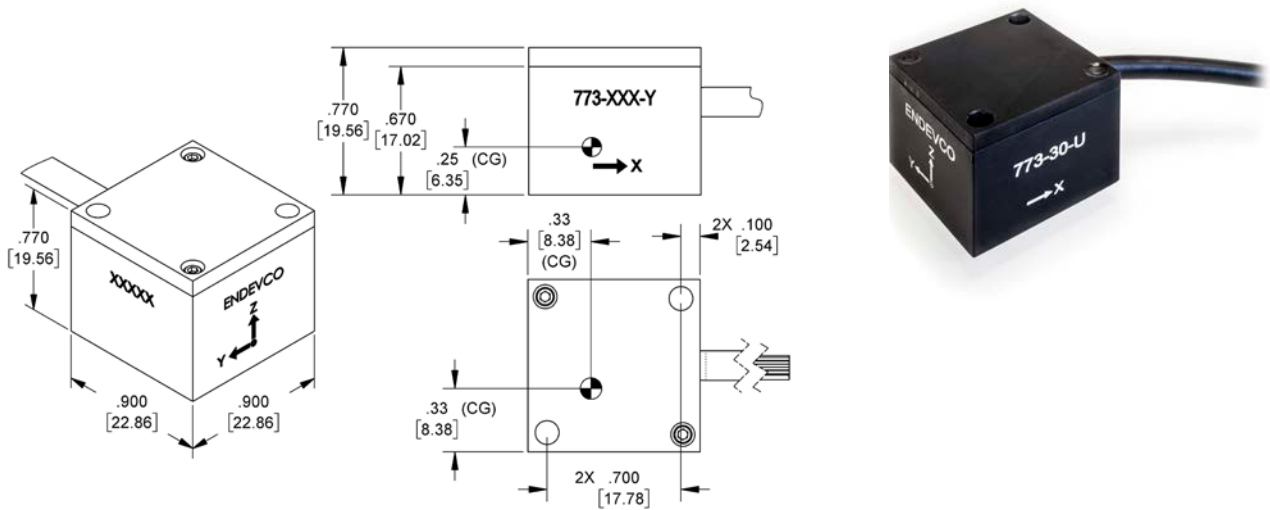 .770
[19.56]
XXXXX
ENDEVCO
Z
Y
.900
[22.86]
.900
[22.86]
.770
[19.56]
.670
[17.02]
.25 (CG)
[6.35]
773-XXX-Y
X
.33
[8.38]
(CG)
2X .100
[2.54]
.33 (CG)
[8.38]
2X .700
[17.78]
ENDEVCO
Z
Y
773-30-U
X